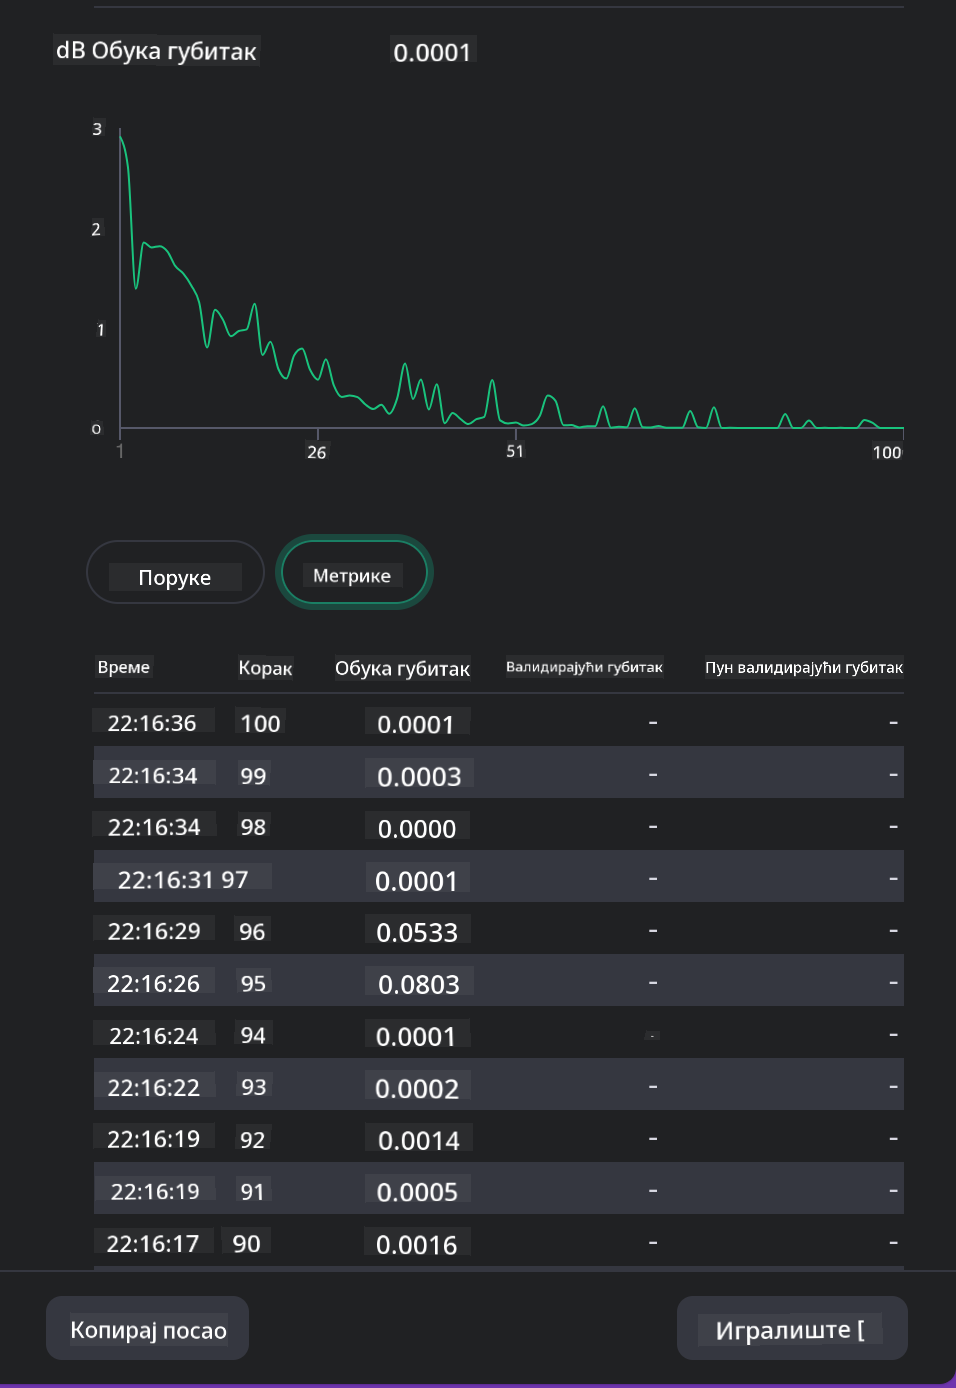 dB Обука губитак 0.0001
3
2
1
0
1 26 51 100
Поруке Метрике
Време Корак Обука губитак Валидирајући губитак Пун валидирајући губитак
22:16:36 100 0.0001 - -
22:16:34 99 0.0003 - -
22:16:34 98 0.0000 - -
22:16:31 97 0.0001 - -
22:16:29 96 0.0533 - -
22:16:26 95 0.0803 - -
22:16:24 94 0.0001 - -
22:16:22 93 0.0002 - -
22:16:19 92 0.0014 - -
22:16:19 91 0.0005 - -
22:16:17 90 0.0016 - -
Копирај посао Игралиште [